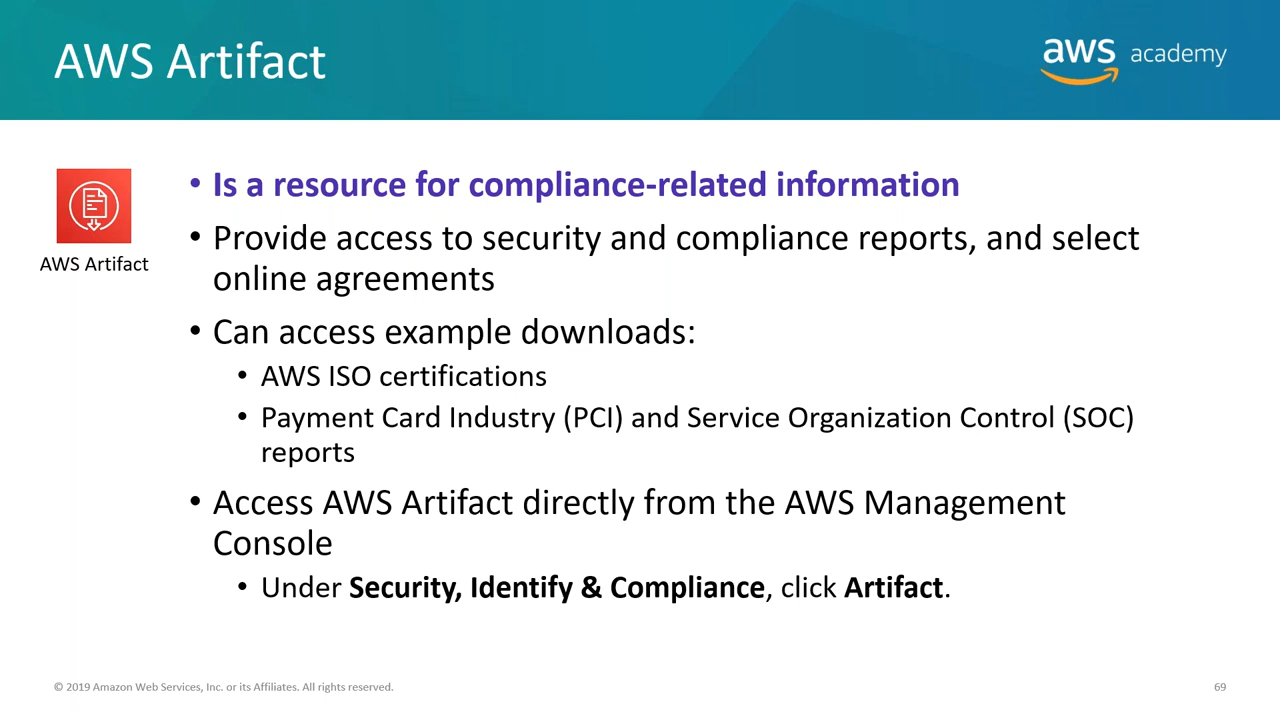 AWS Artifact
aws academy
AWS Artifact
• Is a resource for compliance-related information
• Provide access to security and compliance reports, and select
online agreements
• Can access example downloads:
• AWS ISO certifications
• Payment Card Industry (PCI) and Service Organization Control (SOC)
reports
• Access AWS Artifact directly from the AWS Management
Console
• Under Security, Identify & Compliance, click Artifact.
© 2019 Amazon Web Services, Inc. or its Affiliates. All rights reserved.
69